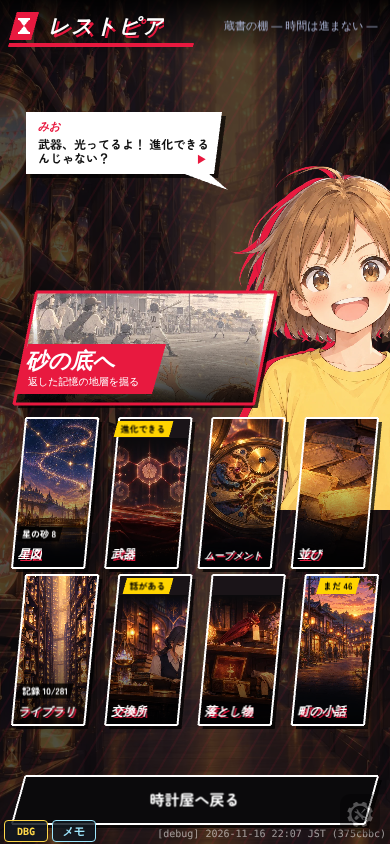 レストピア
蔵書の棚 — 時間は進まない —
みお
武器、光ってるよ！ 進化できる
んじゃない？
砂の底へ
返した記憶の地層を掘る
星の砂 8
星図
進化できる
武器
ムーブメント
並び
記録 10/281
ライブラリ
話がある
交換所
落とし物
まだ 46
町の小話
時計屋へ戻る
DBG
メモ
[debug] 2026-11-16 22:07 JST (375cbbc)